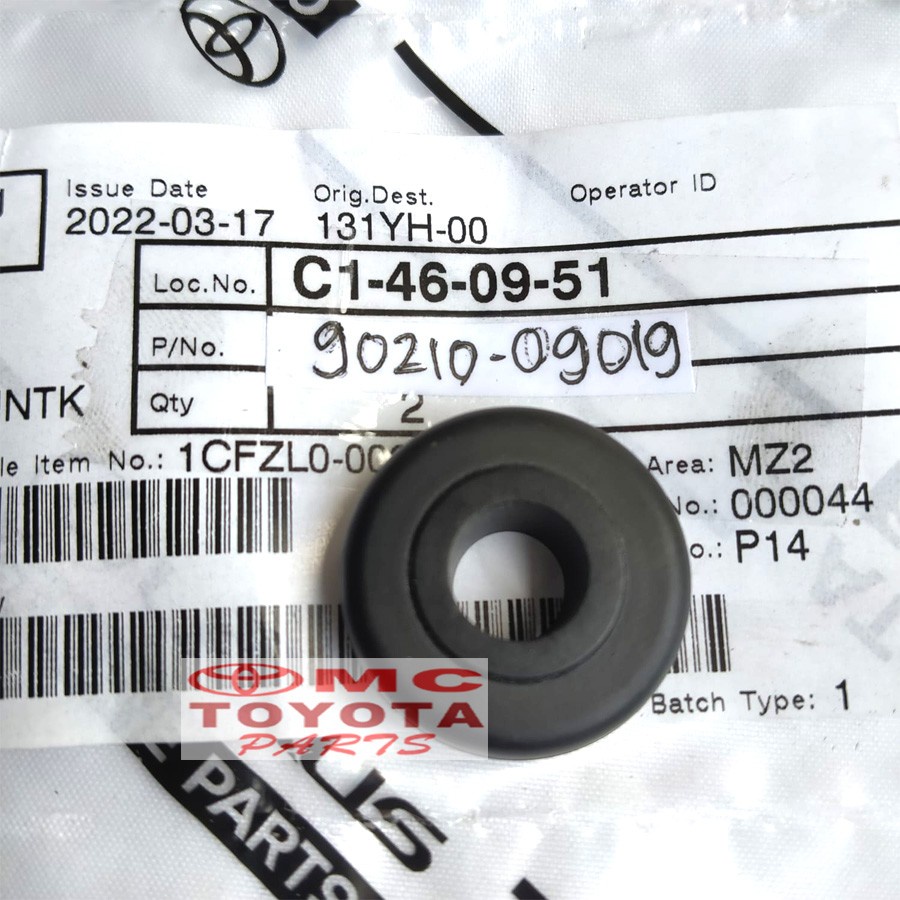 Issue Date Orig.Dest. Operator ID
2022-03-17 131YH-00
Loc.No. C1-46-09-51
P/No. 90210-09019
Qty 2
NTK
Item No.: 1CFZL0-00
Area: MZ2
No.: 000044
P14
Batch Type: 1
MC
TOYOTA
PARTS
PARTS